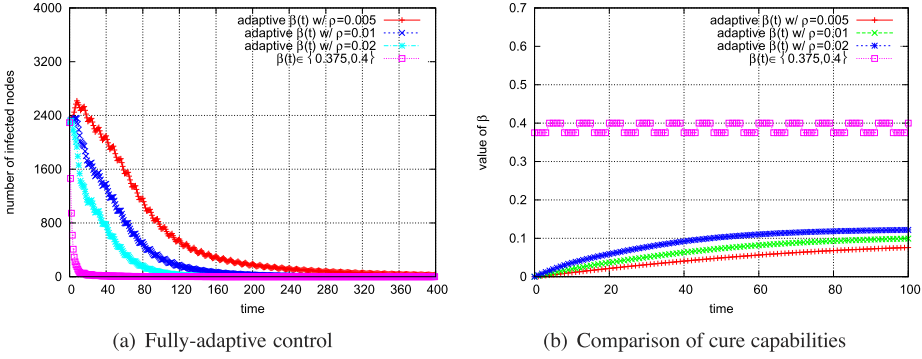 adaptive β(t) w/ ρ=0.005
adaptive β(t) w/ ρ=0.01
adaptive β(t) w/ ρ=0.02
β(t)∈ { 0.375,0.4}
number of infected nodes
4000
3200
2400
1600
800
0
0 40 80 120 160 200 240 280 320 360 400
time
(a) Fully-adaptive control
adaptive β(t) w/ ρ=0.005
adaptive β(t) w/ ρ=0.01
adaptive β(t) w/ ρ=0.02
β(t)∈ { 0.375,0.4}
value of β
0.7
0.6
0.5
0.4
0.3
0.2
0.1
0
0 20 40 60 80 100
time
(b) Comparison of cure capabilities